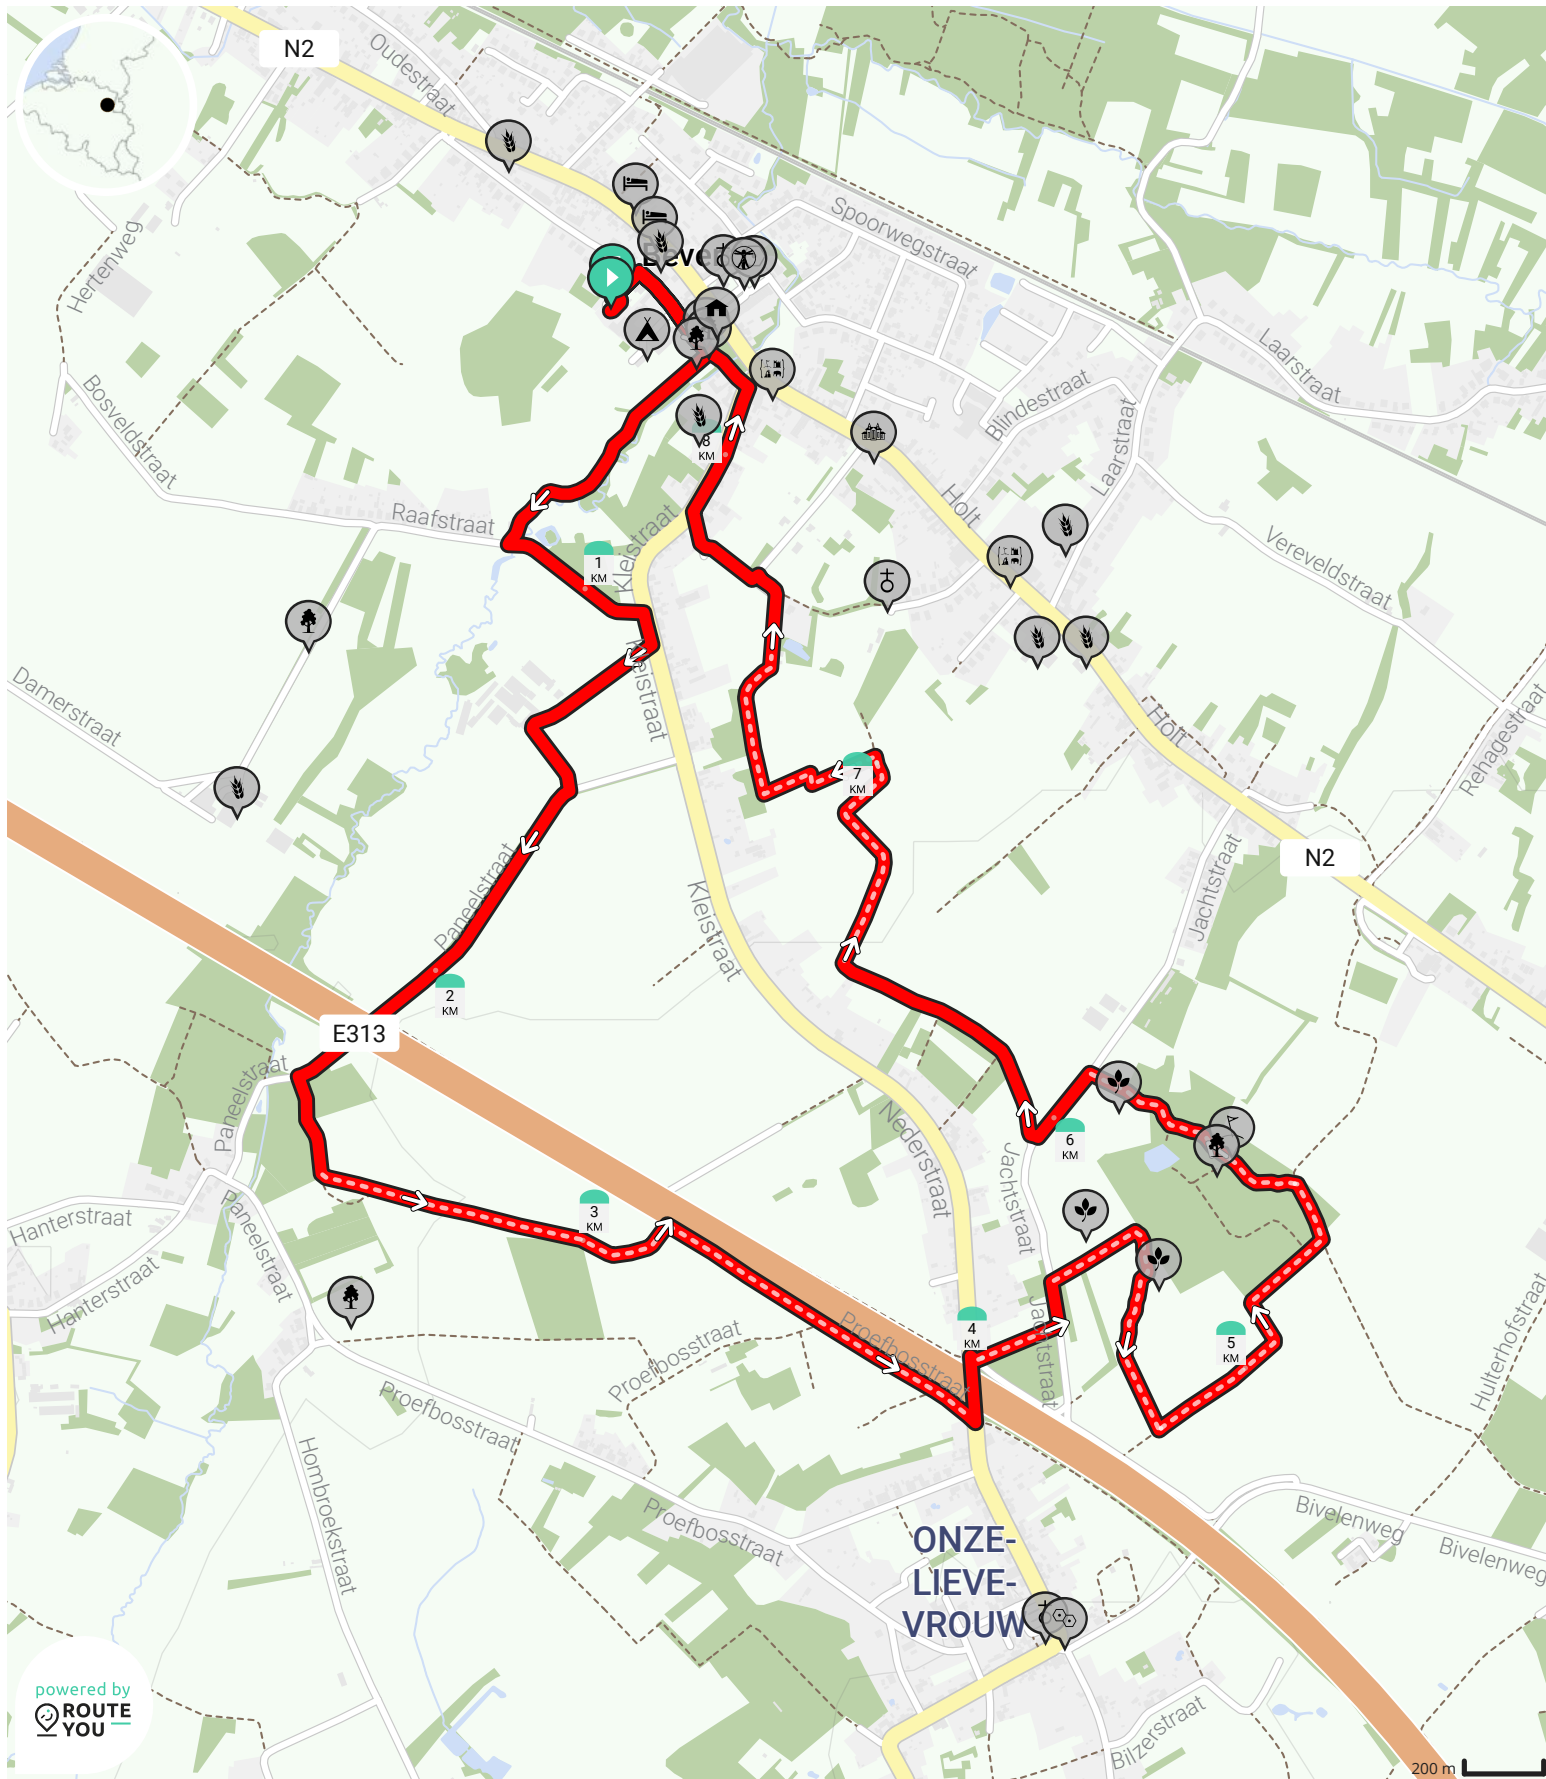 N2
Oudestraat
Hertenweg
Spoorwegstraat
Laarstraat
Bosveldstraat
Blindestraat
Laarstraat
8
KM
Raafstraat
Holt
Kleistraat
1
KM
Vereveldstraat
Kleistraat
Damerstraat
Holt
Rehagestraat
7
KM
N2
Paneelstraat
Jachtstraat
Kleistraat
2
KM
E313
Paneelstraat
Nederstraat
6
KM
Jachtstraat
Paneelstraat
3
KM
Hanterstraat
Hanterstraat
Proefbosstraat
Proefbosstraat
4
KM
Jachtstraat
5
KM
Hulterhofstraat
Proefbosstraat
Hombroekstraat
Proefbosstraat
Bivelenweg
Bivelenweg
ONZE-
LIEVE-
VROUW
powered by
ROUTE
YOU
Bilzerstraat
200 m